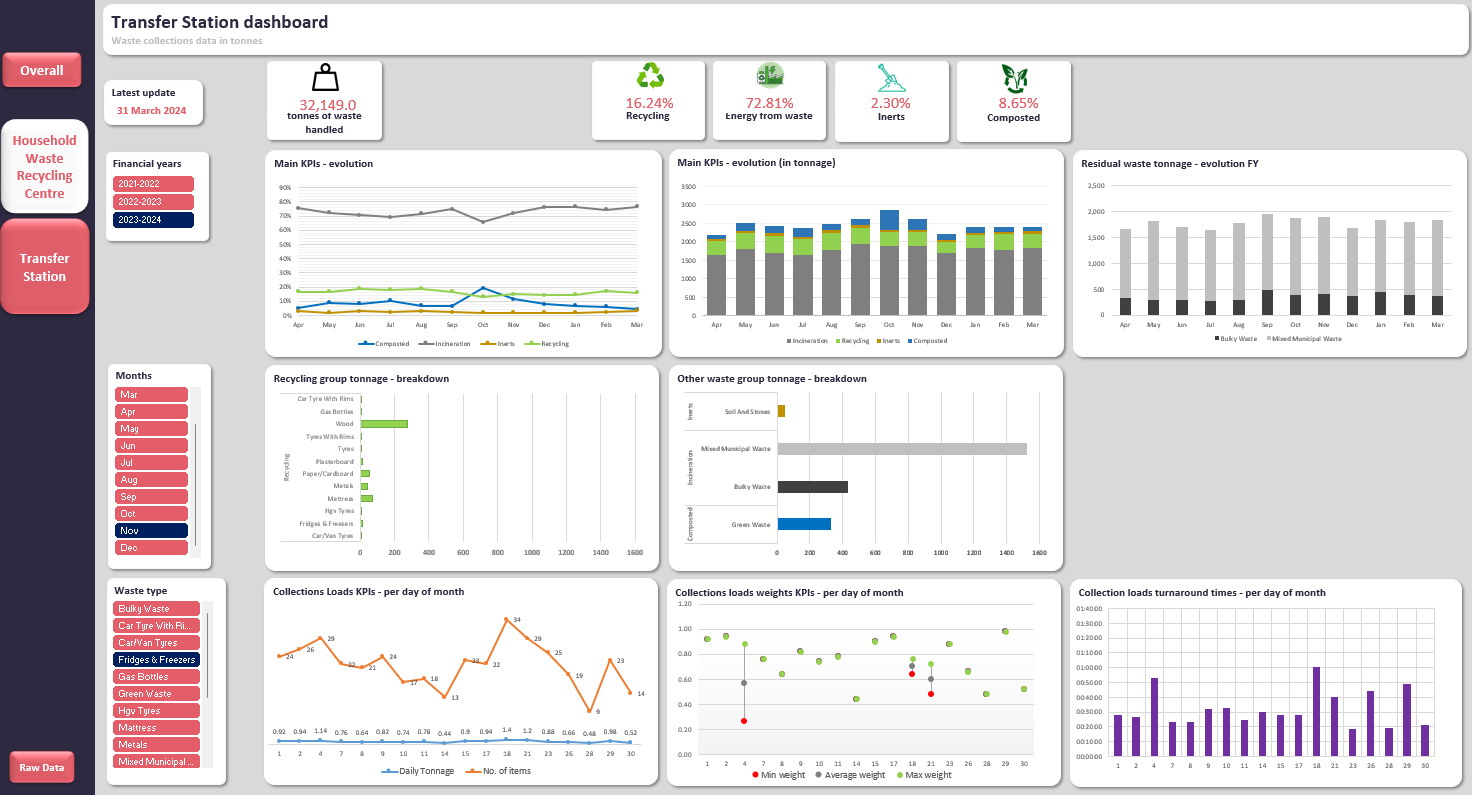 Transfer Station dashboard
Waste collections data in tonnes
Overall
Household
Waste
Recycling
Centre
Transfer
Station
Raw Data
Latest update
31 March 2024
32,149.0
tonnes of waste
handled
16.24%
Recycling
72.81%
Energy from waste
2.30%
Inerts
8.65%
Composted
Financial years
2021-2022
2022-2023
2023-2024
Main KPIs - evolution
90%
80%
70%
60%
50%
40%
30%
20%
10%
0%
Apr May Jun Jul Aug Sep Oct Nov Dec Jan Feb Mar
Composted Incineration Inerts Recycling
Main KPIs - evolution (in tonnage)
3500
3000
2500
2000
1500
1000
500
0
Apr May Jun Jul Aug Sep Oct Nov Dec Jan Feb Mar
Incineration Recycling Inerts Composted
Residual waste tonnage - evolution FY
2,500
2,000
1,500
1,000
500
0
Apr May Jun Jul Aug Sep Oct Nov Dec Jan Feb Mar
Bulky Waste Mixed Municipal Waste
Months
Mar
Apr
May
Jun
Jul
Aug
Sep
Oct
Nov
Dec
Recycling group tonnage - breakdown
Recycling
Car Tyre With Rims
Gas Bottles
Wood
Tyres With Rims
Tyres
Plasterboard
Paper/Cardboard
Metals
Mattress
Hgv Tyres
Fridges & Freezers
Car/Van Tyres
0 200 400 600 800 1000 1200 1400 1600
Other waste group tonnage - breakdown
Inerts
Soil And Stones
Incineration
Mixed Municipal Waste
Bulky Waste
Composted
Green Waste
0 200 400 600 800 1000 1200 1400 1600
Waste type
Bulky Waste
Car Tyre With Ri...
Car/Van Tyres
Fridges & Freezers
Gas Bottles
Green Waste
Hgv Tyres
Mattress
Metals
Mixed Municipal ...
Collections Loads KPIs - per day of month
24 26 29 22 21 24 17 18 13 23 22 34 29 25 19 9 23 14
0.92 0.94 1.14 0.76 0.64 0.82 0.74 0.78 0.44 0.9 0.94 1.4 1.2 0.88 0.66 0.48 0.98 0.52
1 2 4 7 8 9 10 11 14 15 17 18 21 23 26 28 29 30
Daily Tonnage No. of items
Collections loads weights KPIs - per day of month
1.20
1.00
0.80
0.60
0.40
0.20
0.00
1 2 4 7 8 9 10 11 14 15 17 18 21 23 26 28 29 30
Min weight Average weight Max weight
Collection loads turnaround times - per day of month
01:40:00
01:30:00
01:20:00
01:10:00
01:00:00
00:50:00
00:40:00
00:30:00
00:20:00
00:10:00
00:00:00
1 2 4 7 8 9 10 11 14 15 17 18 21 23 26 28 29 30